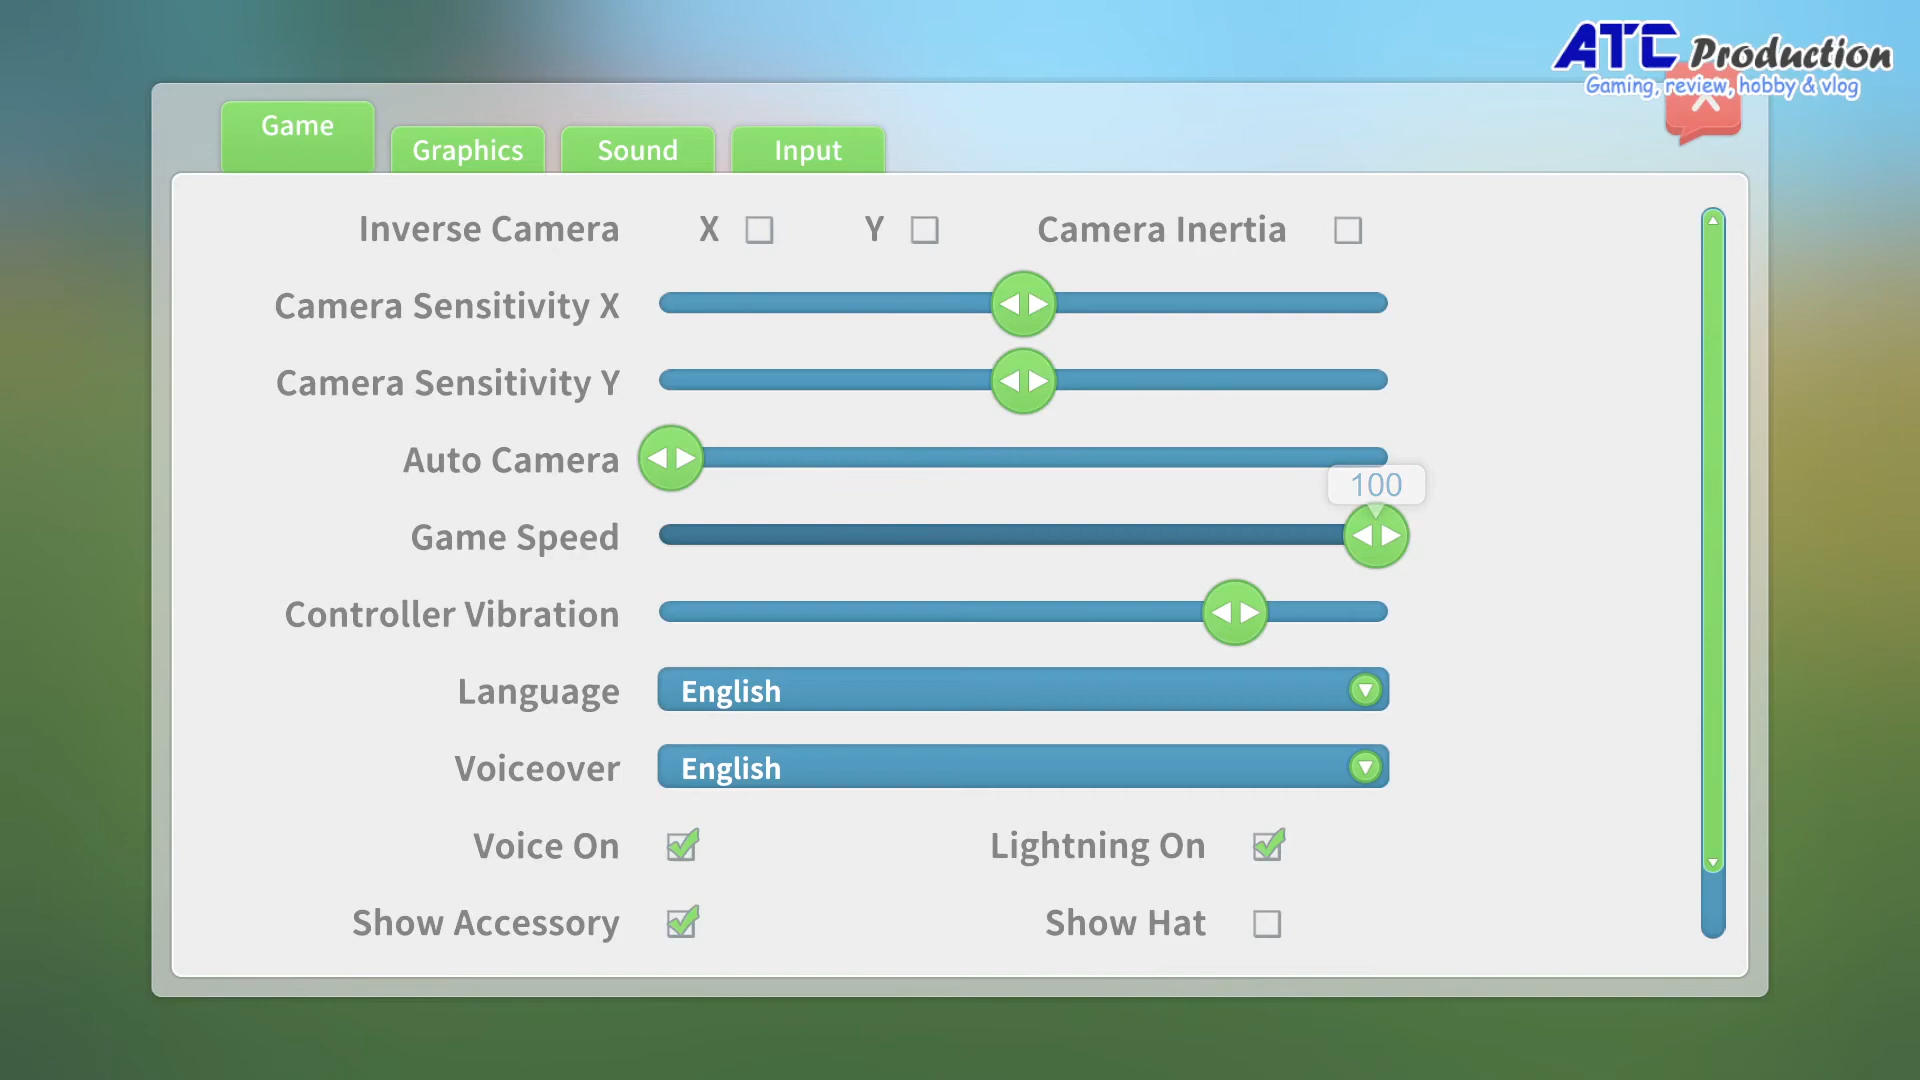 ATC Production
Gaming, review, hobby & vlog
Game
Graphics
Sound
Input
Inverse Camera X Y Camera Inertia
Camera Sensitivity X
Camera Sensitivity Y
Auto Camera
100
Game Speed
Controller Vibration
Language English
Voiceover English
Voice On Lightning On
Show Accessory Show Hat